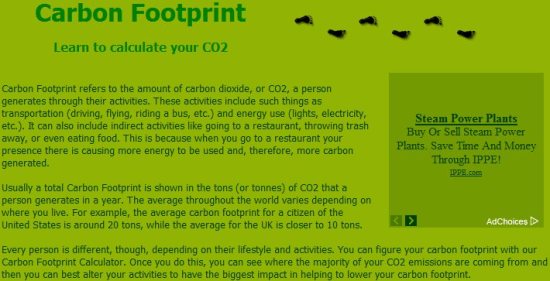 Carbon Footprint
Learn to calculate your CO2
Carbon Footprint refers to the amount of carbon dioxide, or CO2, a person
generates through their activities. These activities include such things as
transportation (driving, flying, riding a bus, etc.) and energy use (lights, electricity,
etc.). It can also include indirect activities like going to a restaurant, throwing trash
away, or even eating food. This is because when you go to a restaurant your
presence there is causing more energy to be used and, therefore, more carbon
generated.
Usually a total Carbon Footprint is shown in the tons (or tonnes) of CO2 that a
person generates in a year. The average throughout the world varies depending on
where you live. For example, the average carbon footprint for a citizen of the
United States is around 20 tons, while the average for the UK is closer to 10 tons.
Every person is different, though, depending on their lifestyle and activities. You can figure your carbon footprint with our
Carbon Footprint Calculator. Once you do this, you can see where the majority of your CO2 emissions are coming from and
then you can best alter your activities to have the biggest impact in helping to lower your carbon footprint.
Steam Power Plants
Buy Or Sell Steam Power
Plants. Save Time And Money
Through IPPE!
IPPE.com
AdChoices